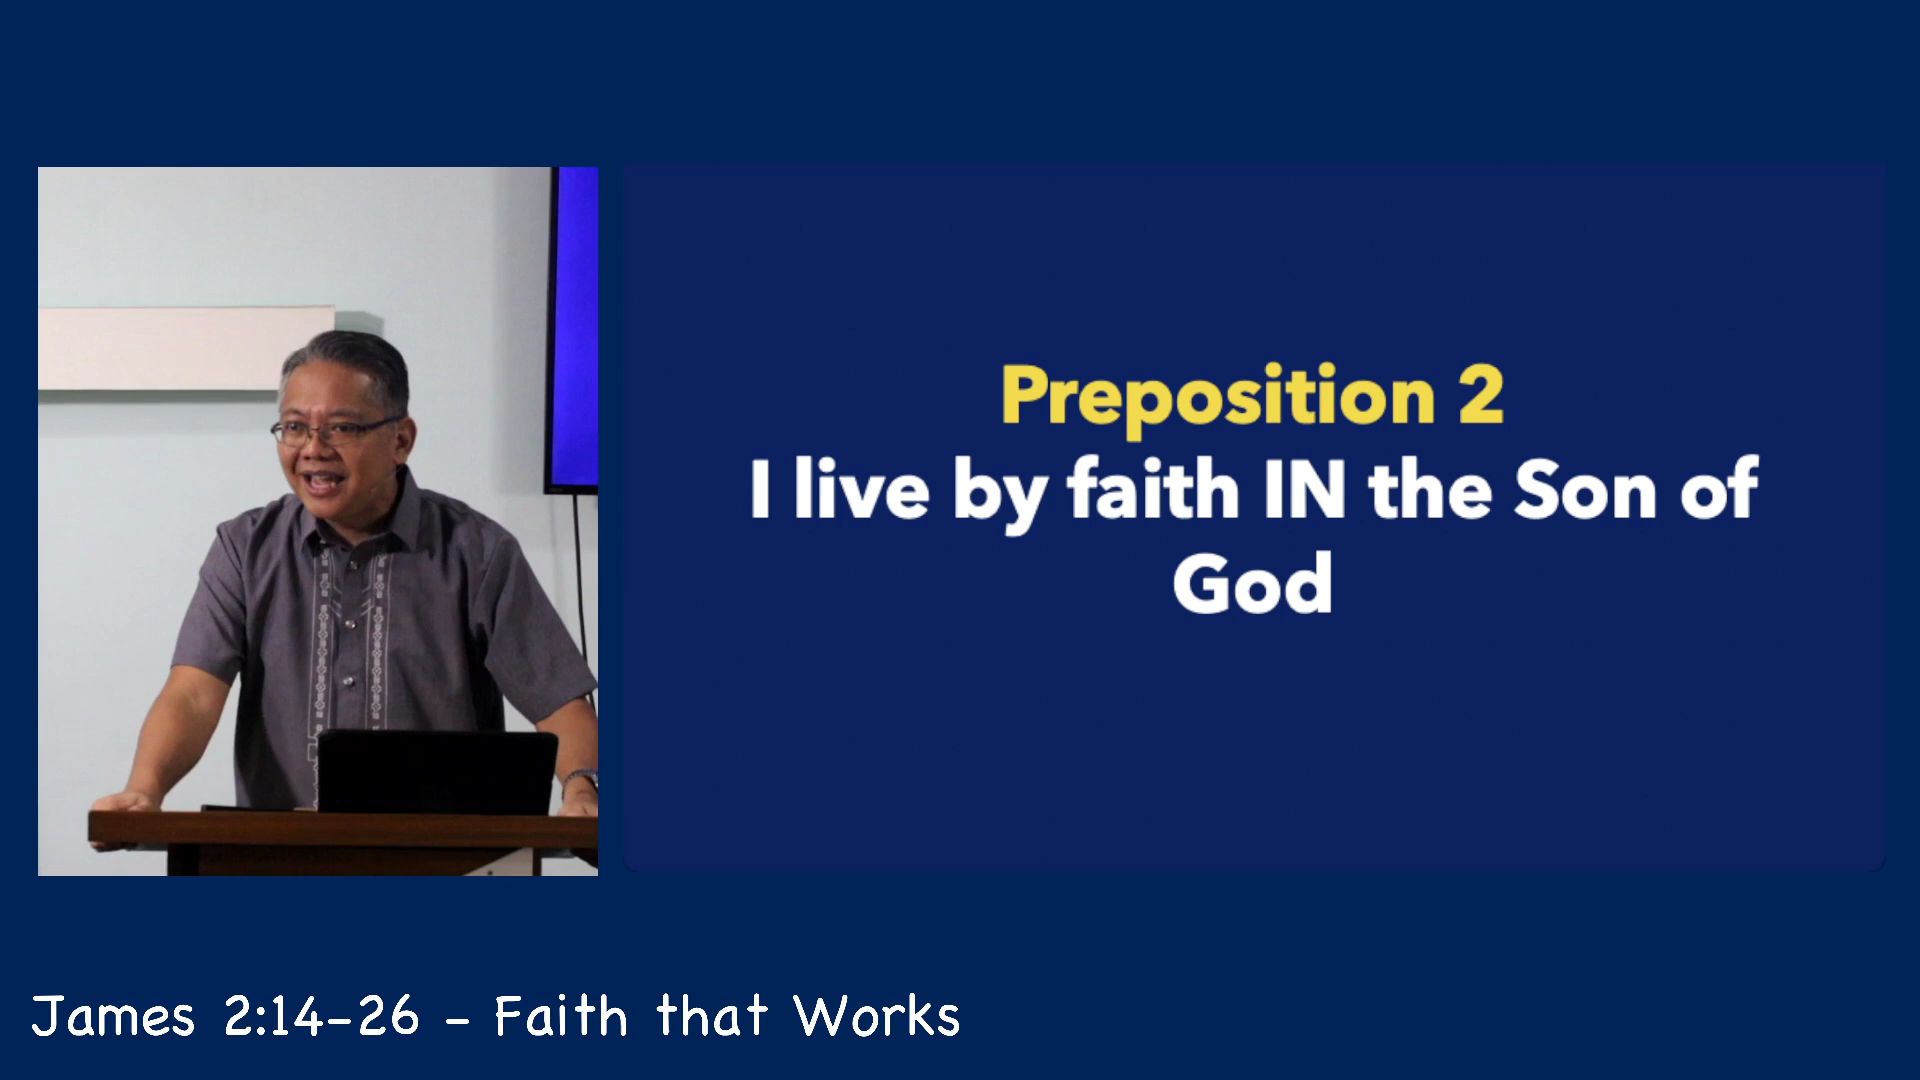 Preposition 2
I live by faith IN the Son of
God
James 2:14-26 - Faith that Works